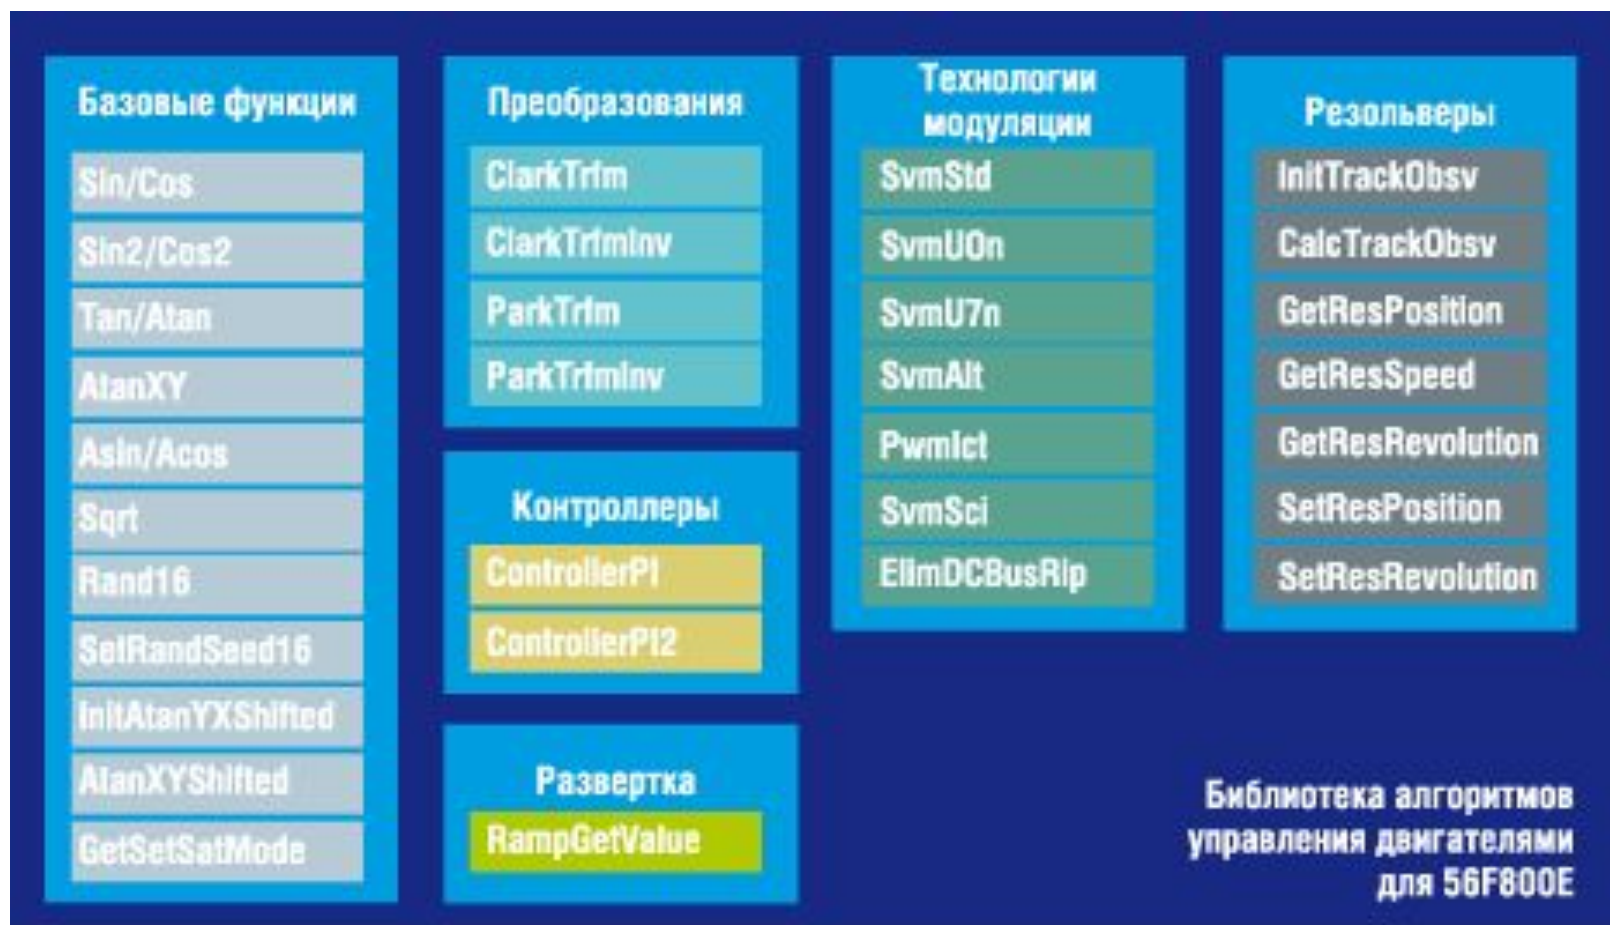 Базовые функции
Sin/Cos
Sin2/Cos2
Tan/Atan
AtanXY
Asin/Acos
Sqrt
Rand16
SetRandSeed16
InitAtanYXShifted
AtanXYShifted
GetSetSatMode
Преобразования
ClarkTrfm
ClarkTrfmInv
ParkTrfm
ParkTrfmInv
Контроллеры
ControllerPI
ControllerPI2
Развертка
RampGetValue
Технологии
модуляции
SvmStd
SvmU0n
SvmU7n
SvmAlt
PwmIct
SvmSci
ElimDCBusRip
Резольверы
InitTrackObsv
CalcTrackObsv
GetResPosition
GetResSpeed
GetResRevolution
SetResPosition
SetResRevolution
Библиотека алгоритмов
управления двигателями
для 56F800E